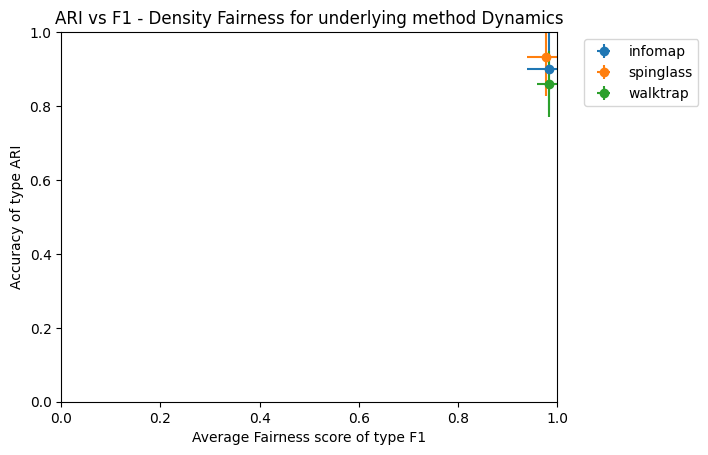 ARI vs F1 - Density Fairness for underlying method Dynamics
infomap
spinglass
walktrap
Accuracy of type ARI
1.0
0.8
0.6
0.4
0.2
0.0
0.0 0.2 0.4 0.6 0.8 1.0
Average Fairness score of type F1